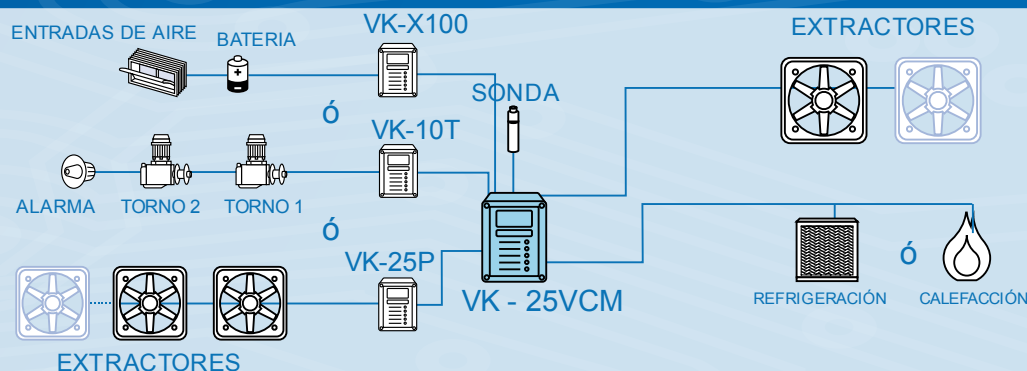 ENTRADAS DE AIRE
BATERIA
VK-X100
EXTRACTORES
SONDA
ó
VK-10T
ALARMA
TORNO 2
TORNO 1
ó
VK-25P
VK - 25VCM
ó
REFRIGERACIÓN
CALEFACCIÓN
EXTRACTORES